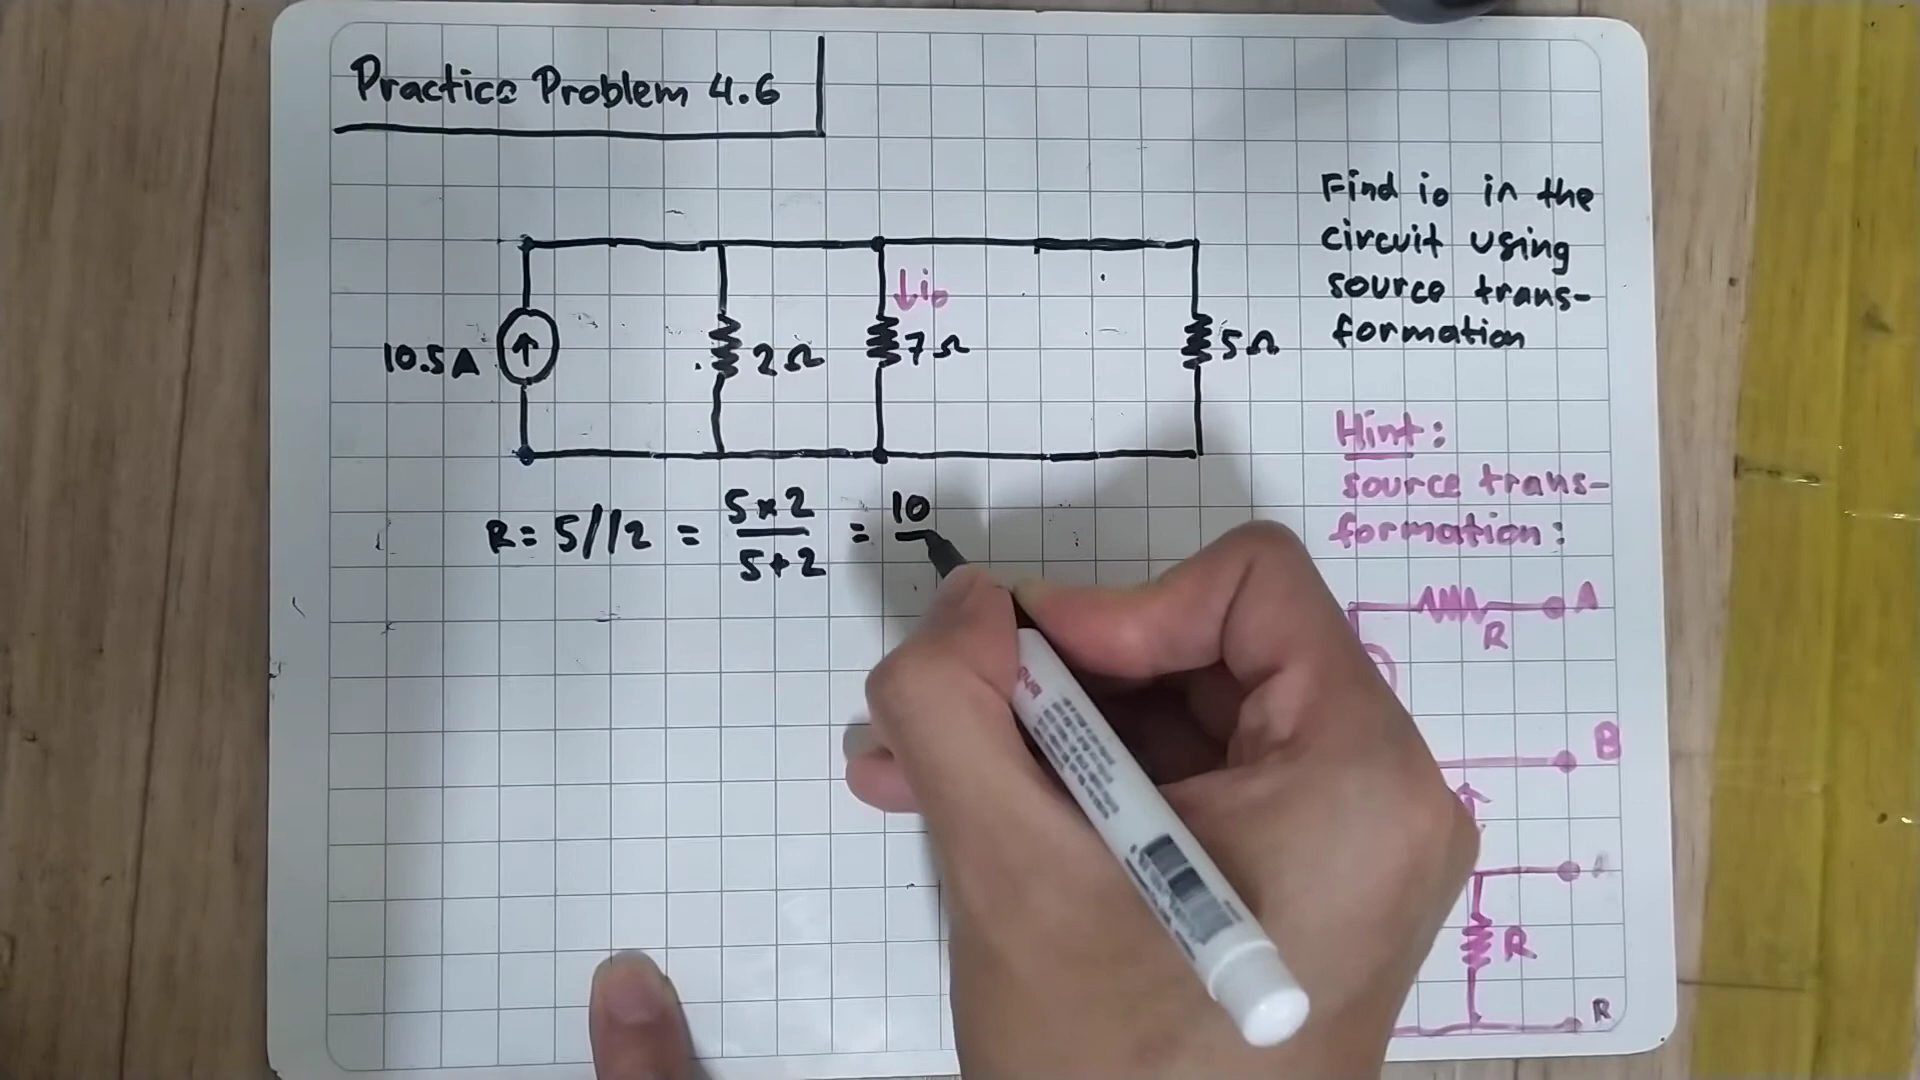 Practice Problem 4.6
Find io in the
circuit using
source trans-
formation
↓io
10.5A
2Ω
7Ω
5Ω
Hint:
source trans-
formation:
R = 5//2 = 5×2 / 5+2 = 10
A
R
B
R
R